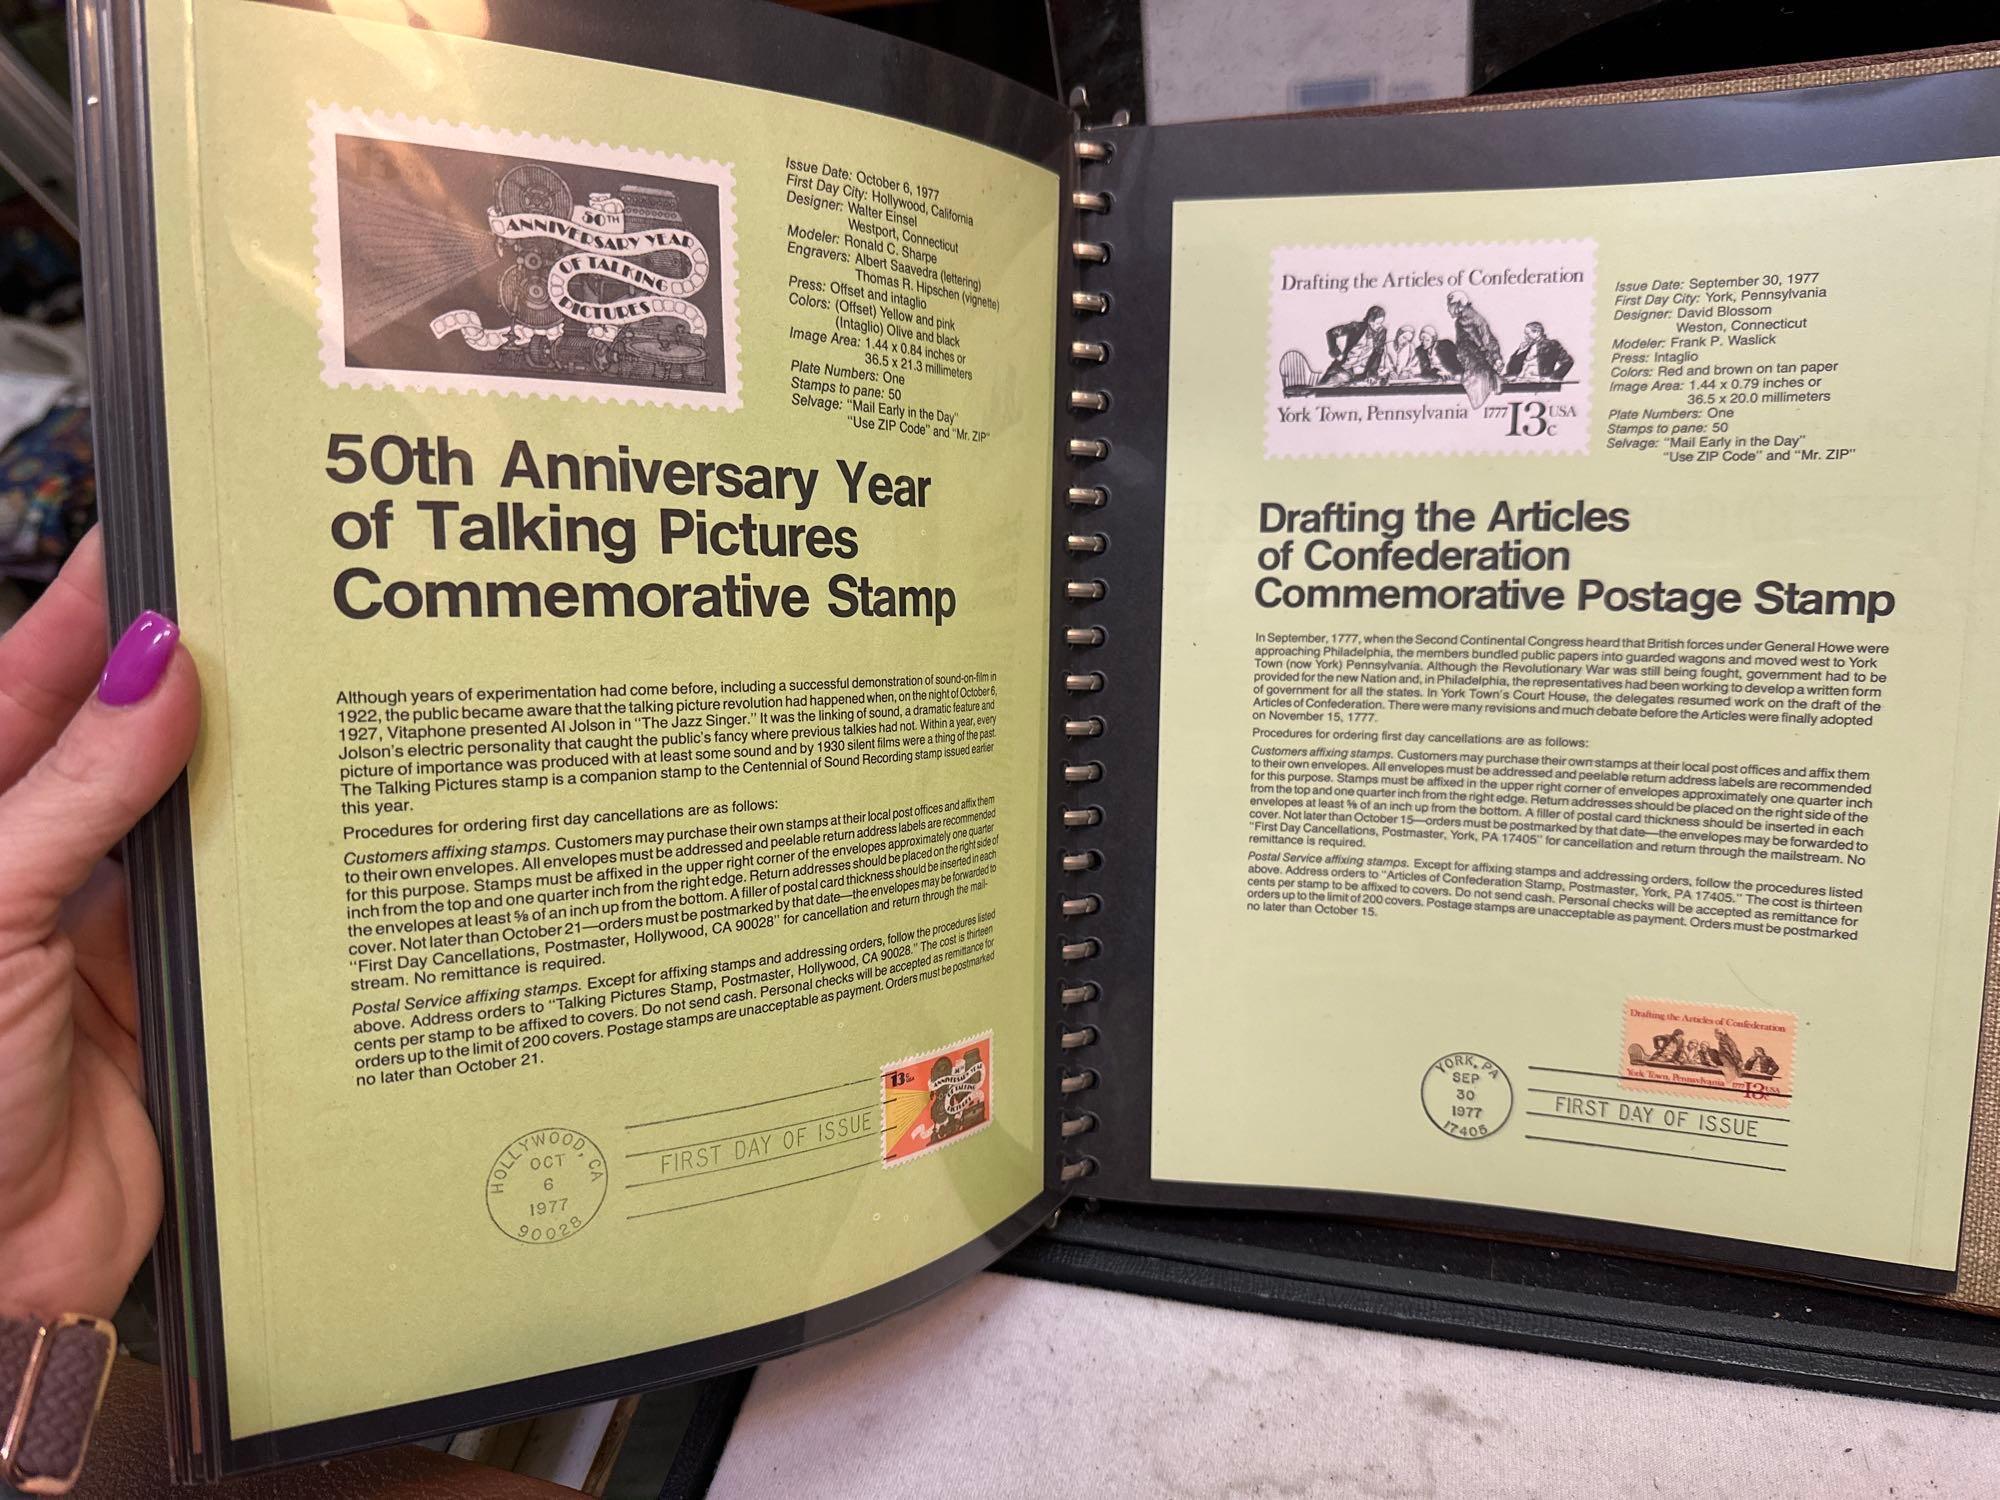 50TH
ANNIVERSARY YEAR
OF TALKING
PICTURES
Issue Date: October 6, 1977
First Day City: Hollywood, California
Designer: Walter Einsel
Westport, Connecticut
Modeler: Ronald C. Sharpe
Engravers: Albert Saavedra (lettering)
Thomas R. Hipschen (vignette)
Press: Offset and intaglio
Colors: (Offset) Yellow and pink
(Intaglio) Olive and black
Image Area: 1.44 x 0.84 inches or
36.5 x 21.3 millimeters
Plate Numbers: One
Stamps to pane: 50
Selvage: "Mail Early in the Day"
"Use ZIP Code" and "Mr. ZIP"
50th Anniversary Year
of Talking Pictures
Commemorative Stamp
Although years of experimentation had come before, including a successful demonstration of sound-on-film in
1922, the public became aware that the talking picture revolution had happened when, on the night of October 6,
1927, Vitaphone presented Al Jolson in "The Jazz Singer." It was the linking of sound, a dramatic feature and
Jolson's electric personality that caught the public's fancy where previous talkies had not. Within a year, every
picture of importance was produced with at least some sound and by 1930 silent films were a thing of the past.
The Talking Pictures stamp is a companion stamp to the Centennial of Sound Recording stamp issued earlier
this year.
Procedures for ordering first day cancellations are as follows:
Customers affixing stamps. Customers may purchase their own stamps at their local post offices and affix them
to their own envelopes. All envelopes must be addressed and peelable return address labels are recommended
for this purpose. Stamps must be affixed in the upper right corner of the envelopes approximately one quarter
inch from the top and one quarter inch from the right edge. Return addresses should be placed on the right side of
the envelopes at least ⅝ of an inch up from the bottom. A filler of postal card thickness should be inserted in each
cover. Not later than October 21—orders must be postmarked by that date—the envelopes may be forwarded to
"First Day Cancellations, Postmaster, Hollywood, CA 90028" for cancellation and return through the mail-
stream. No remittance is required.
Postal Service affixing stamps. Except for affixing stamps and addressing orders, follow the procedures listed
above. Address orders to "Talking Pictures Stamp, Postmaster, Hollywood, CA 90028." The cost is thirteen
cents per stamp to be affixed to covers. Do not send cash. Personal checks will be accepted as remittance for
orders up to the limit of 200 covers. Postage stamps are unacceptable as payment. Orders must be postmarked
no later than October 21.
13c USA
50TH
ANNIVERSARY YEAR
OF TALKING
PICTURES
HOLLYWOOD, CA
OCT
6
1977
90028
FIRST DAY OF ISSUE
Drafting the Articles of Confederation
York Town, Pennsylvania 1777 13c USA
Issue Date: September 30, 1977
First Day City: York, Pennsylvania
Designer: David Blossom
Weston, Connecticut
Modeler: Frank P. Waslick
Press: Intaglio
Colors: Red and brown on tan paper
Image Area: 1.44 x 0.79 inches or
36.5 x 20.0 millimeters
Plate Numbers: One
Stamps to pane: 50
Selvage: "Mail Early in the Day"
"Use ZIP Code" and "Mr. ZIP"
Drafting the Articles
of Confederation
Commemorative Postage Stamp
In September, 1777, when the Second Continental Congress heard that British forces under General Howe were
approaching Philadelphia, the members bundled public papers into guarded wagons and moved west to York
Town (now York) Pennsylvania. Although the Revolutionary War was still being fought, government had to be
provided for the new Nation and, in Philadelphia, the representatives had been working to develop a written form
of government for all the states. In York Town's Court House, the delegates resumed work on the draft of the
Articles of Confederation. There were many revisions and much debate before the Articles were finally adopted
on November 15, 1777.
Procedures for ordering first day cancellations are as follows:
Customers affixing stamps. Customers may purchase their own stamps at their local post offices and affix them
to their own envelopes. All envelopes must be addressed and peelable return address labels are recommended
for this purpose. Stamps must be affixed in the upper right corner of envelopes approximately one quarter inch
from the top and one quarter inch from the right edge. Return addresses should be placed on the right side of the
envelopes at least ⅝ of an inch up from the bottom. A filler of postal card thickness should be inserted in each
cover. Not later than October 15—orders must be postmarked by that date—the envelopes may be forwarded to
"First Day Cancellations, Postmaster, York, PA 17405" for cancellation and return through the mailstream. No
remittance is required.
Postal Service affixing stamps. Except for affixing stamps and addressing orders, follow the procedures listed
above. Address orders to "Articles of Confederation Stamp, Postmaster, York, PA 17405." The cost is thirteen
cents per stamp to be affixed to covers. Do not send cash. Personal checks will be accepted as remittance for
orders up to the limit of 200 covers. Postage stamps are unacceptable as payment. Orders must be postmarked
no later than October 15.
Drafting the Articles of Confederation
York Town, Pennsylvania 1777 13c USA
YORK, PA
SEP
30
1977
17405
FIRST DAY OF ISSUE